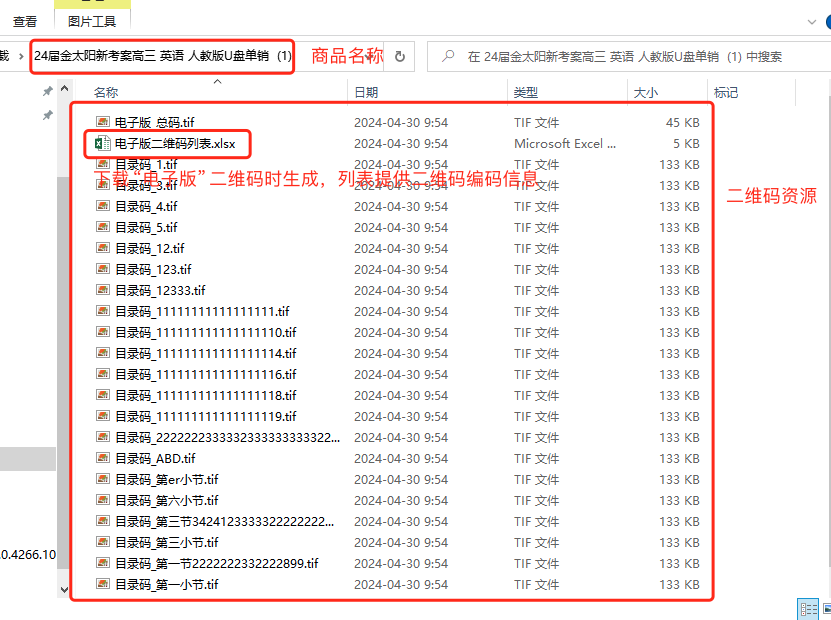 查看 图片工具
载 › 24届金太阳新考案高三 英语 人教版U盘单销 (1) 商品名称 在 24届金太阳新考案高三 英语 人教版U盘单销 (1) 中搜索
名称 日期 类型 大小 标记
电子版_总码.tif 2024-04-30 9:54 TIF 文件 45 KB
电子版二维码列表.xlsx 2024-04-30 9:54 Microsoft Excel ... 5 KB
目录码_1.tif 2024-04-30 9:54 TIF 文件 133 KB
下载“电子版”二维码时生成，列表提供二维码编码信息
目录码_3.tif 2024-04-30 9:54 TIF 文件 133 KB
二维码资源
目录码_4.tif 2024-04-30 9:54 TIF 文件 133 KB
目录码_5.tif 2024-04-30 9:54 TIF 文件 133 KB
目录码_12.tif 2024-04-30 9:54 TIF 文件 133 KB
目录码_123.tif 2024-04-30 9:54 TIF 文件 133 KB
目录码_12333.tif 2024-04-30 9:54 TIF 文件 133 KB
目录码_11111111111111111.tif 2024-04-30 9:54 TIF 文件 133 KB
目录码_111111111111111110.tif 2024-04-30 9:54 TIF 文件 133 KB
目录码_111111111111111114.tif 2024-04-30 9:54 TIF 文件 133 KB
目录码_111111111111111116.tif 2024-04-30 9:54 TIF 文件 133 KB
目录码_111111111111111118.tif 2024-04-30 9:54 TIF 文件 133 KB
目录码_111111111111111119.tif 2024-04-30 9:54 TIF 文件 133 KB
目录码_2222222333332333333333322... 2024-04-30 9:54 TIF 文件 133 KB
目录码_ABD.tif 2024-04-30 9:54 TIF 文件 133 KB
目录码_第er小节.tif 2024-04-30 9:54 TIF 文件 133 KB
目录码_第六小节.tif 2024-04-30 9:54 TIF 文件 133 KB
目录码_第三节3424123333322222222... 2024-04-30 9:54 TIF 文件 133 KB
目录码_第三小节.tif 2024-04-30 9:54 TIF 文件 133 KB
.0.4266.10 目录码_第一节2222222332222899.tif 2024-04-30 9:54 TIF 文件 133 KB
目录码_第一小节.tif 2024-04-30 9:54 TIF 文件 133 KB